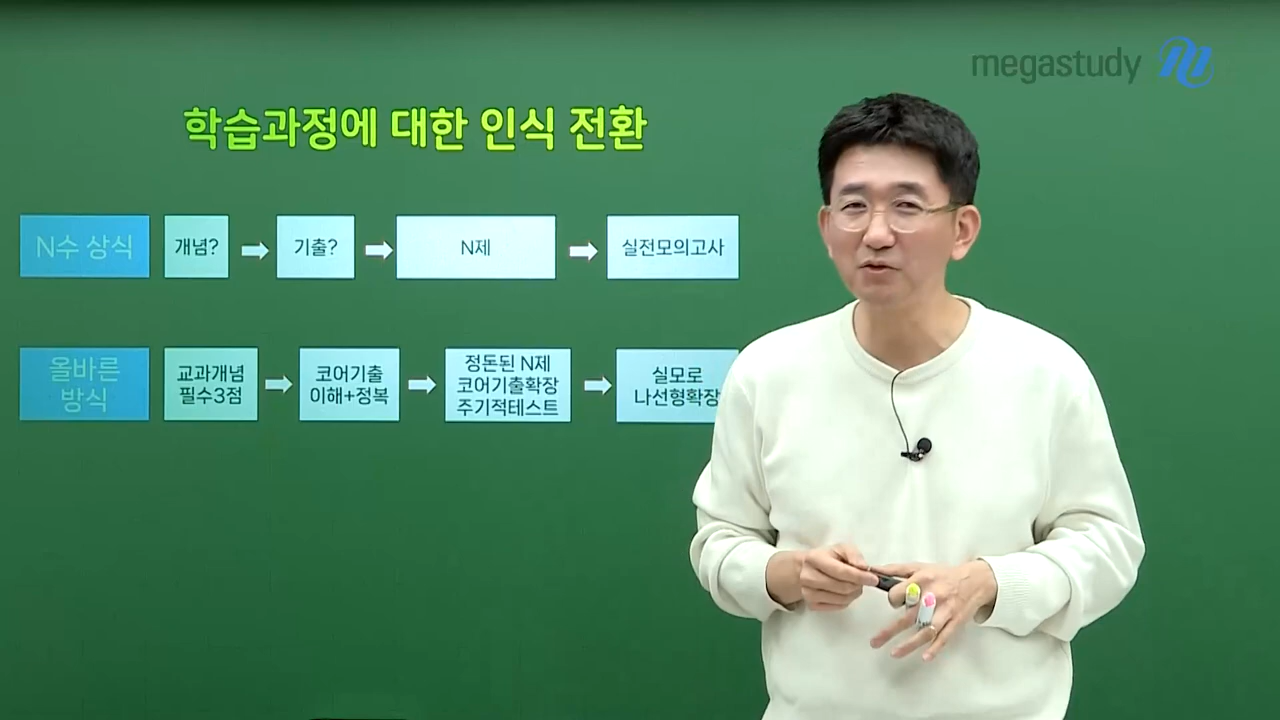 megastudy
학습과정에 대한 인식 전환
N수 상식
개념?
기출?
N제
실전모의고사
올바른
방식
교과개념
필수3점
코어기출
이해+정복
정돈된 N제
코어기출확장
주기적테스트
실모로
나선형확장